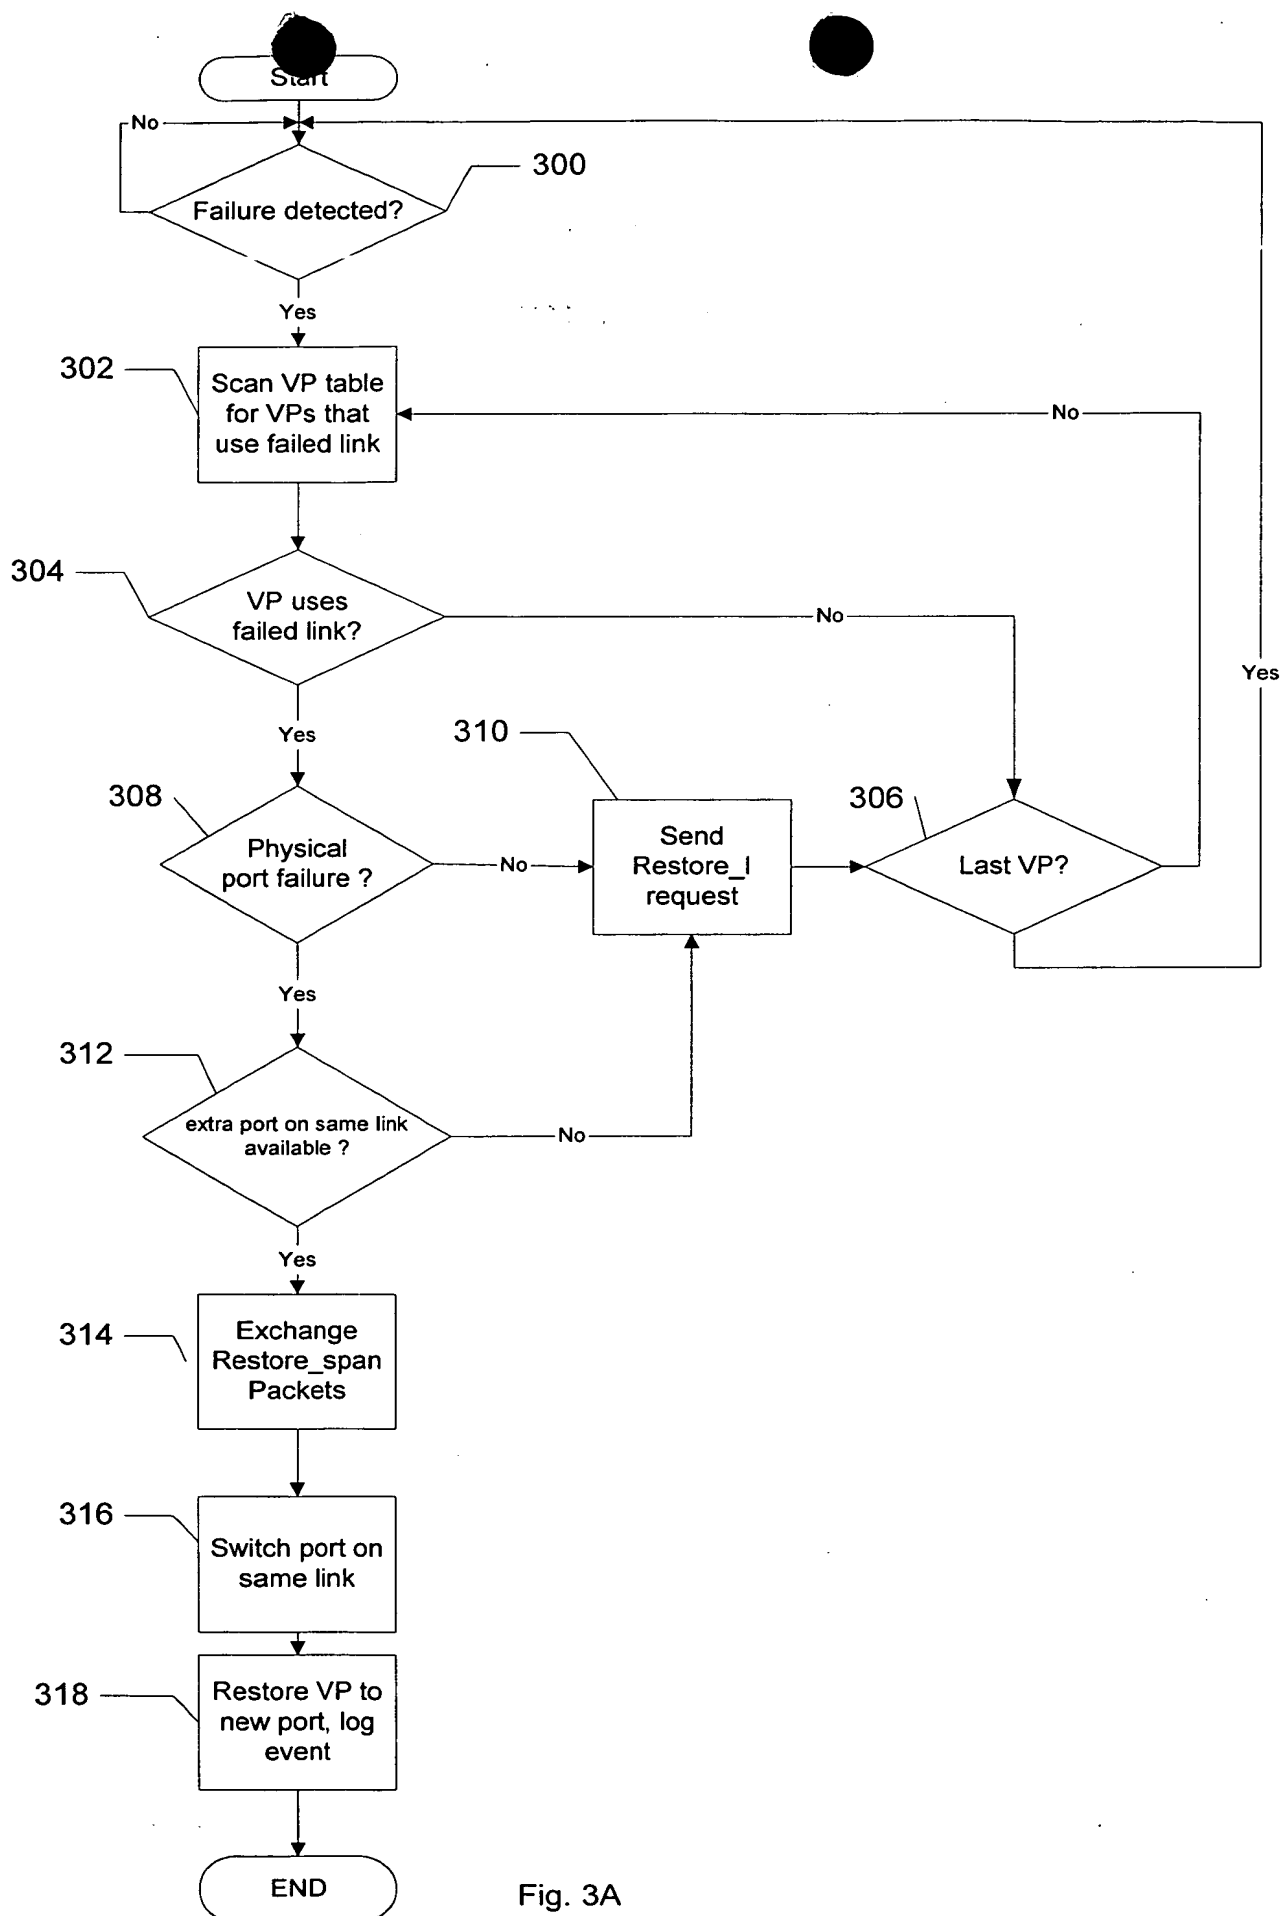 Start
No
300
Failure detected?
Yes
302
Scan VP table
for VPs that
use failed link
No
304
VP uses
failed link?
No
Yes
Yes
310
308
306
Physical
port failure ?
No
Send
Restore_I
request
Last VP?
Yes
312
extra port on same link
available ?
No
Yes
314
Exchange
Restore_span
Packets
316
Switch port on
same link
318
Restore VP to
new port, log
event
END
Fig. 3A